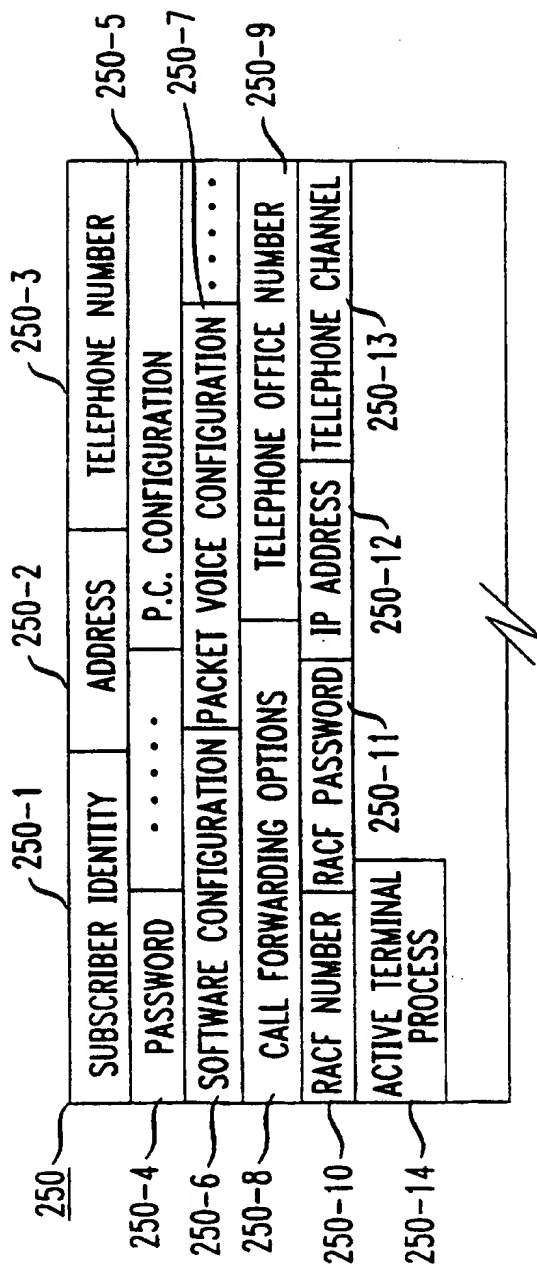 250
250-1
250-2
250-3
SUBSCRIBER IDENTITY ADDRESS TELEPHONE NUMBER
250-4 PASSWORD ...... P.C. CONFIGURATION 250-5
250-6 SOFTWARE CONFIGURATION PACKET VOICE CONFIGURATION ...... 250-7
250-8 CALL FORWARDING OPTIONS TELEPHONE OFFICE NUMBER 250-9
250-10 RACF NUMBER RACF PASSWORD IP ADDRESS TELEPHONE CHANNEL
250-11
250-12
250-13
250-14 ACTIVE TERMINAL
PROCESS